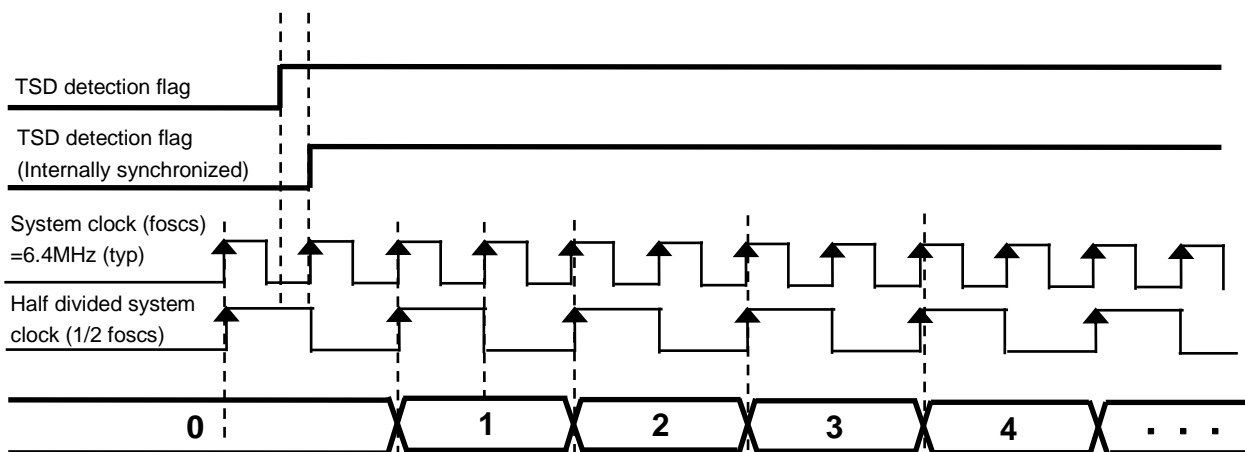 TSD detection flag
TSD detection flag
(Internally synchronized)
System clock (foscs)
=6.4MHz (typ)
Half divided system
clock (1/2 foscs)
0 1 2 3 4 · · ·